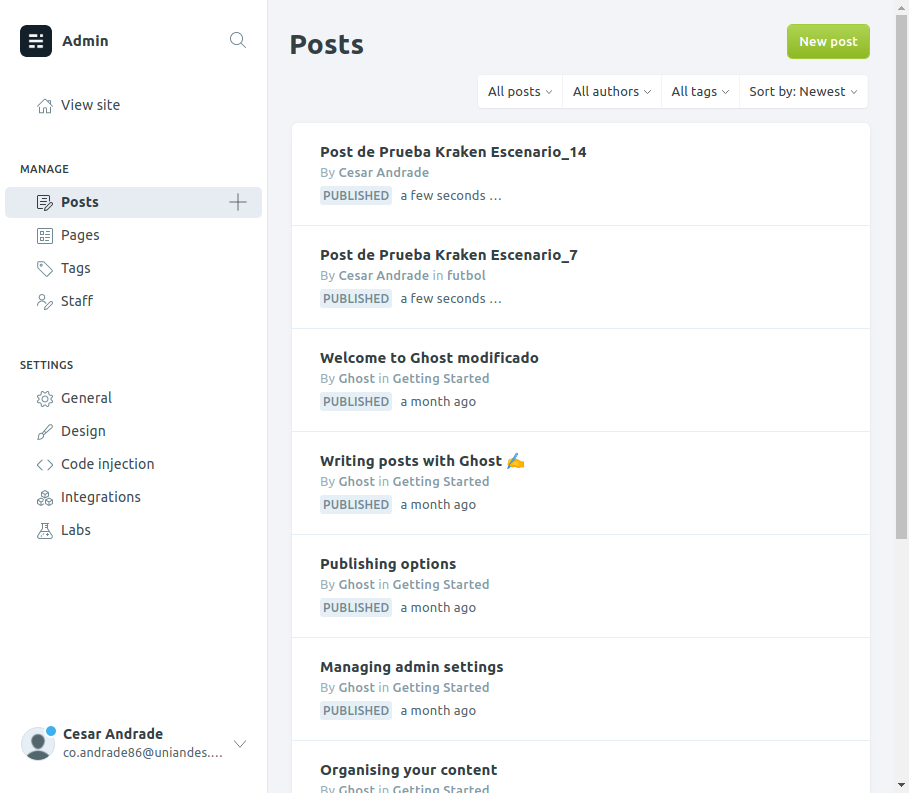 Admin
View site
MANAGE
Posts
Pages
Tags
Staff
SETTINGS
General
Design
Code injection
Integrations
Labs
Cesar Andrade
co.andrade86@uniandes....
Posts
New post
All posts
All authors
All tags
Sort by: Newest
Post de Prueba Kraken Escenario_14
By Cesar Andrade
PUBLISHED a few seconds ...
Post de Prueba Kraken Escenario_7
By Cesar Andrade in futbol
PUBLISHED a few seconds ...
Welcome to Ghost modificado
By Ghost in Getting Started
PUBLISHED a month ago
Writing posts with Ghost ✍️
By Ghost in Getting Started
PUBLISHED a month ago
Publishing options
By Ghost in Getting Started
PUBLISHED a month ago
Managing admin settings
By Ghost in Getting Started
PUBLISHED a month ago
Organising your content
By Ghost in Getting Started